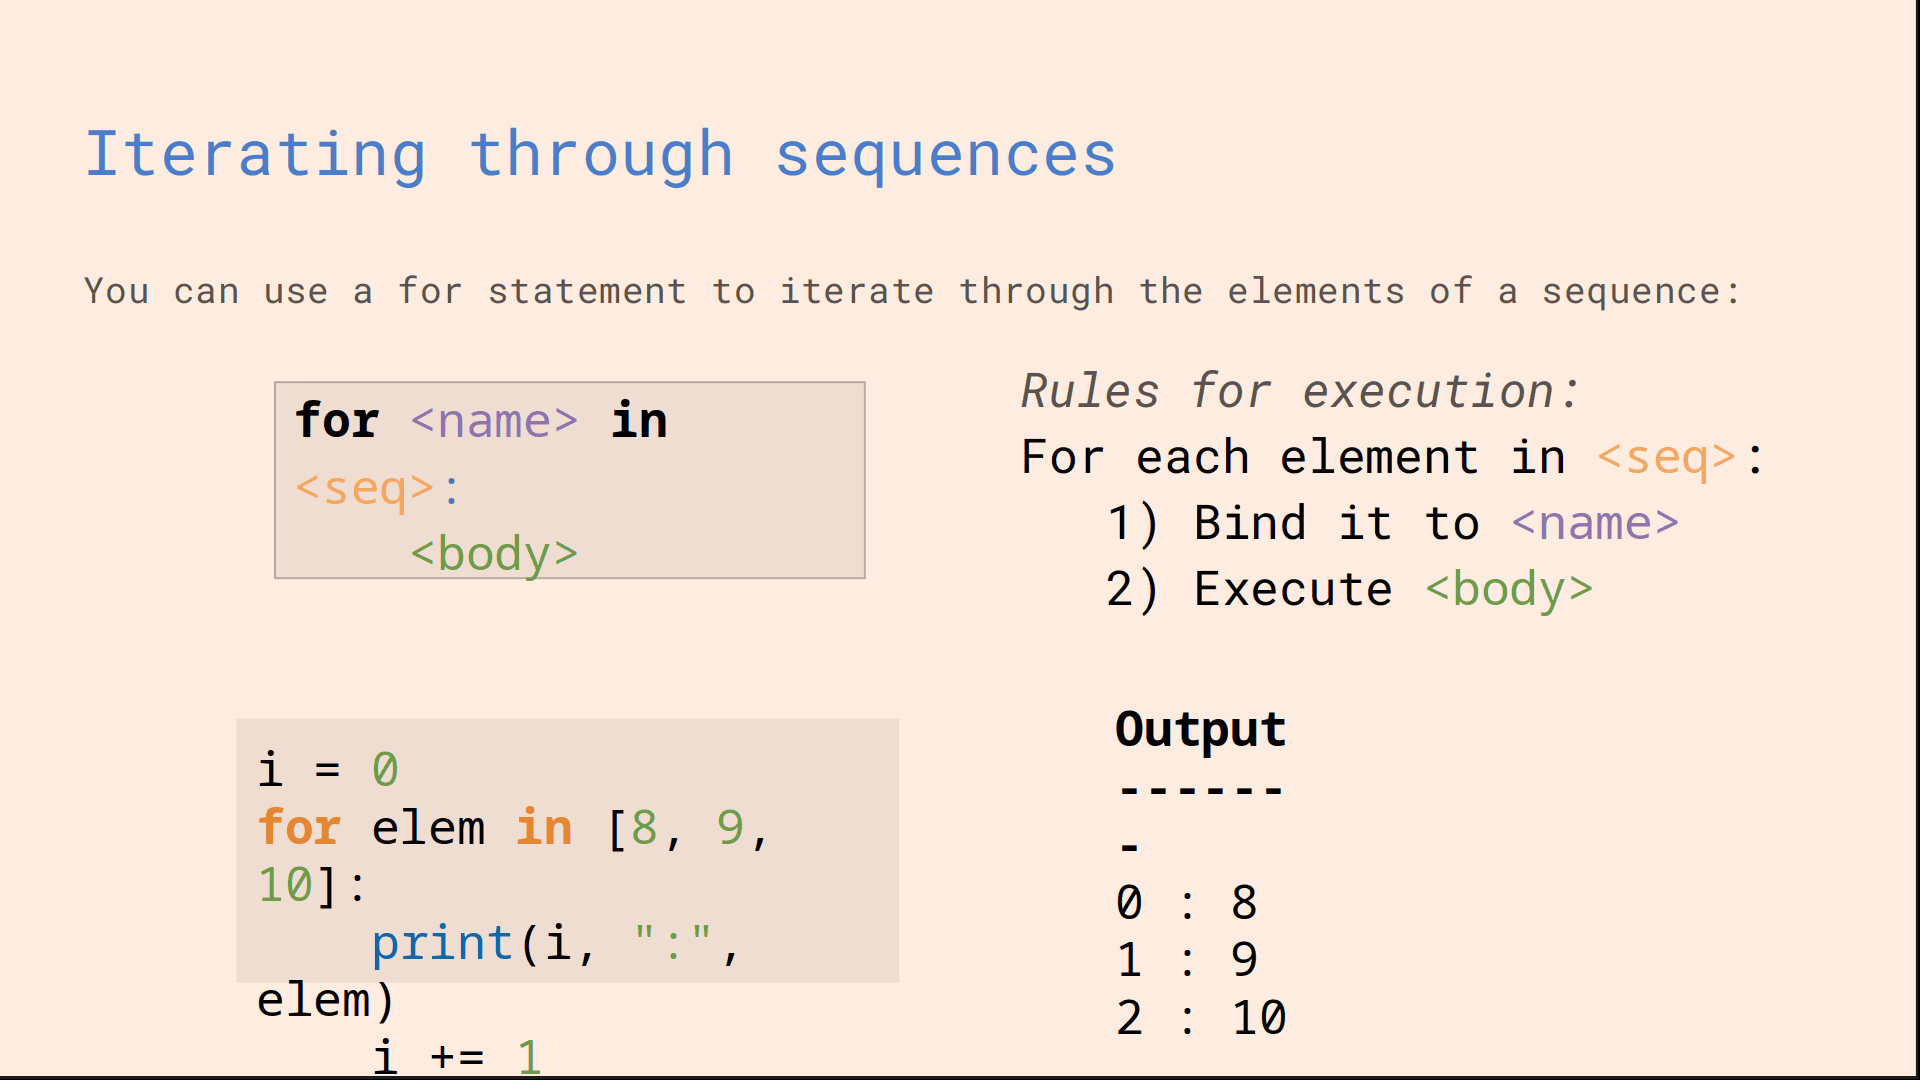 Iterating through sequences
You can use a for statement to iterate through the elements of a sequence:
for <name> in
<seq>:
<body>
Rules for execution:
For each element in <seq>:
1) Bind it to <name>
2) Execute <body>
i = 0
for elem in [8, 9,
10]:
print(i, ":",
elem)
i += 1
Output
------
-
0 : 8
1 : 9
2 : 10